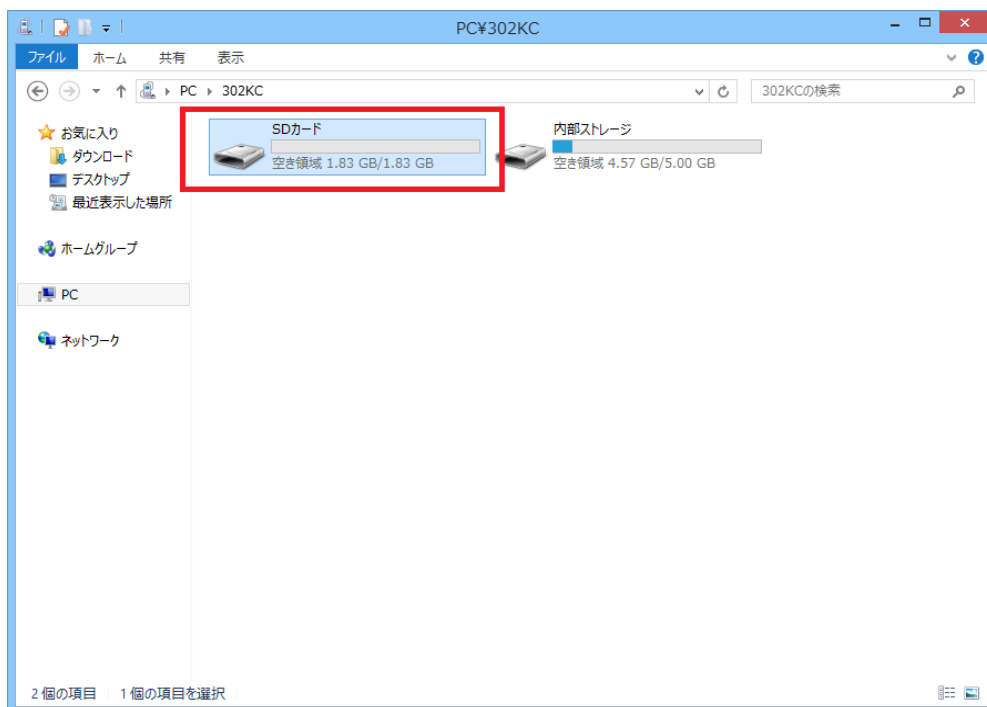 PC¥302KC
ファイル ホーム 共有 表示
PC 302KC 302KCの検索
お気に入り
ダウンロード
デスクトップ
最近表示した場所
ホームグループ
PC
ネットワーク
SDカード
空き領域 1.83 GB/1.83 GB
内部ストレージ
空き領域 4.57 GB/5.00 GB
2 個の項目 1 個の項目を選択